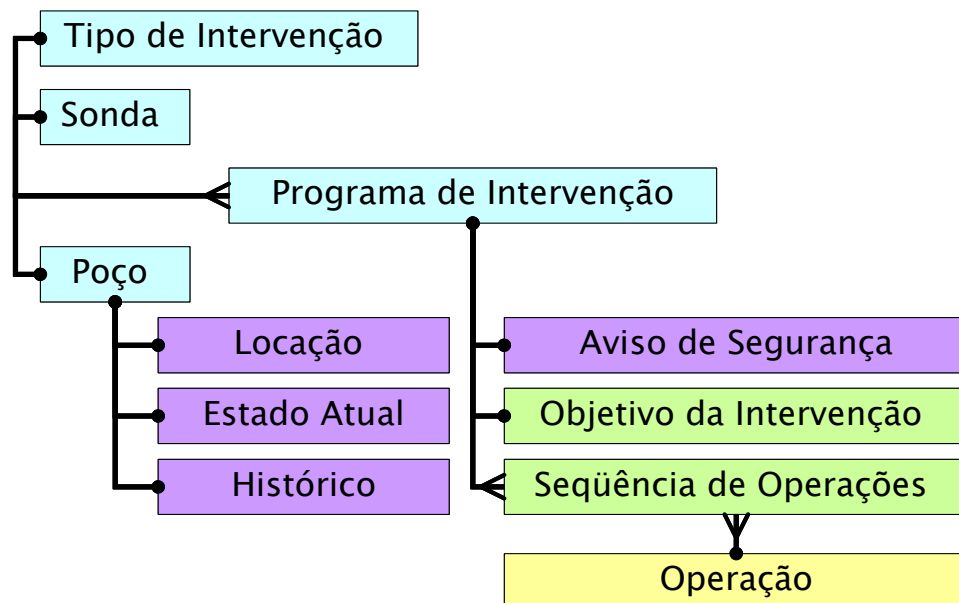 Tipo de Intervenção
Sonda
Programa de Intervenção
Poço
Locação
Aviso de Segurança
Estado Atual
Objetivo da Intervenção
Histórico
Seqüência de Operações
Operação